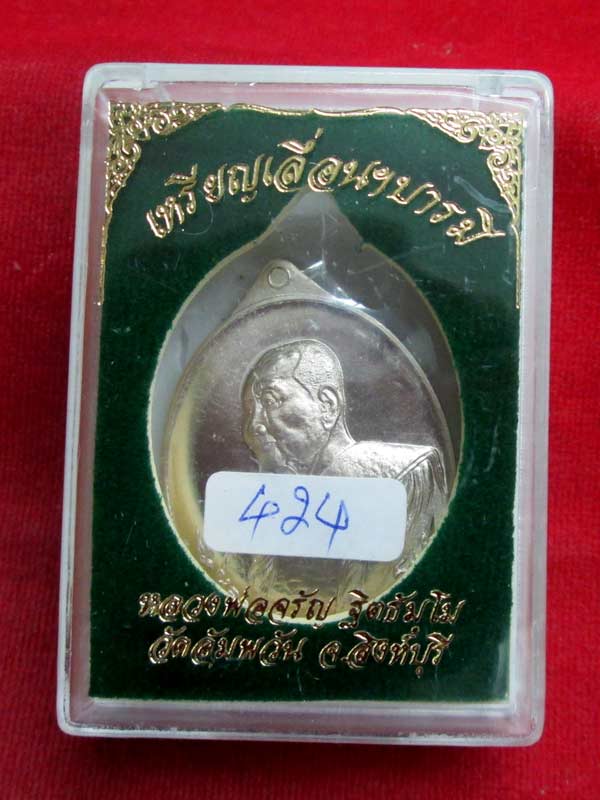 เหรียญเลื่อนฯบารมี
424
หลวงพ่อจรัญ ฐิตธัมโม
วัดอัมพวัน จ.สิงห์บุรี